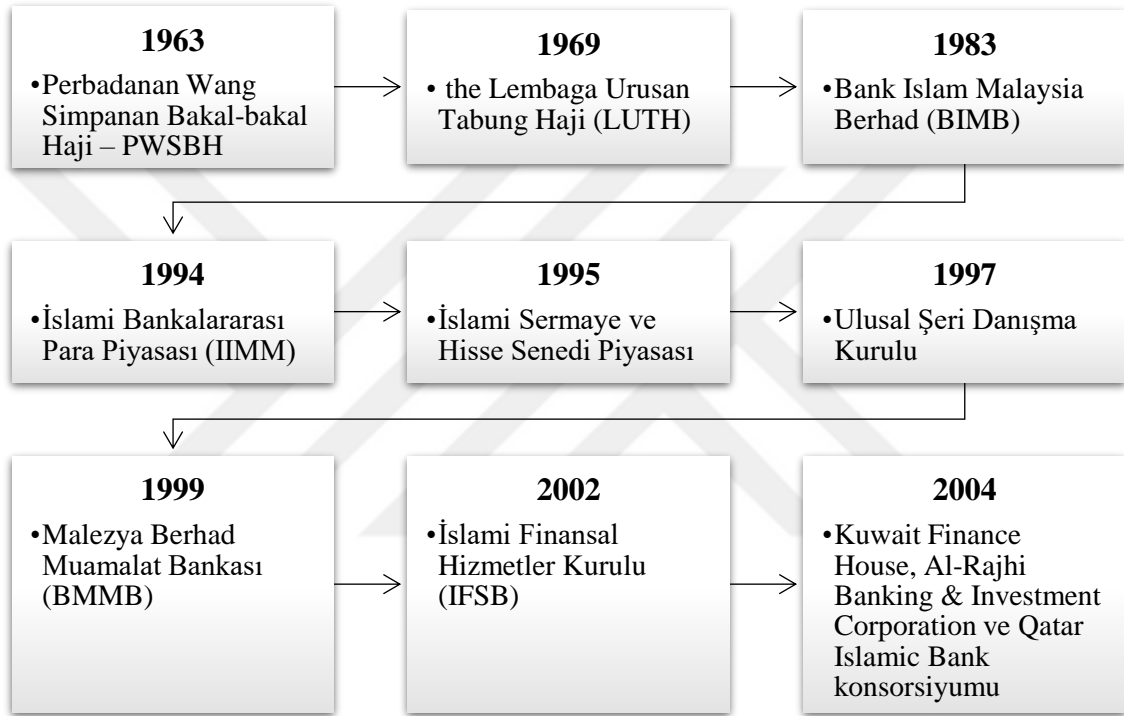 1963
•Perbadanan Wang
Simpanan Bakal-bakal
Haji – PWSBH
1969
• the Lembaga Urusan
Tabung Haji (LUTH)
1983
•Bank Islam Malaysia
Berhad (BIMB)
1994
•İslami Bankalararası
Para Piyasası (IIMM)
1995
•İslami Sermaye ve
Hisse Senedi Piyasası
1997
•Ulusal Şeri Danışma
Kurulu
1999
•Malezya Berhad
Muamalat Bankası
(BMMB)
2002
•İslami Finansal
Hizmetler Kurulu
(IFSB)
2004
•Kuwait Finance
House, Al-Rajhi
Banking & Investment
Corporation ve Qatar
Islamic Bank
konsorsiyumu